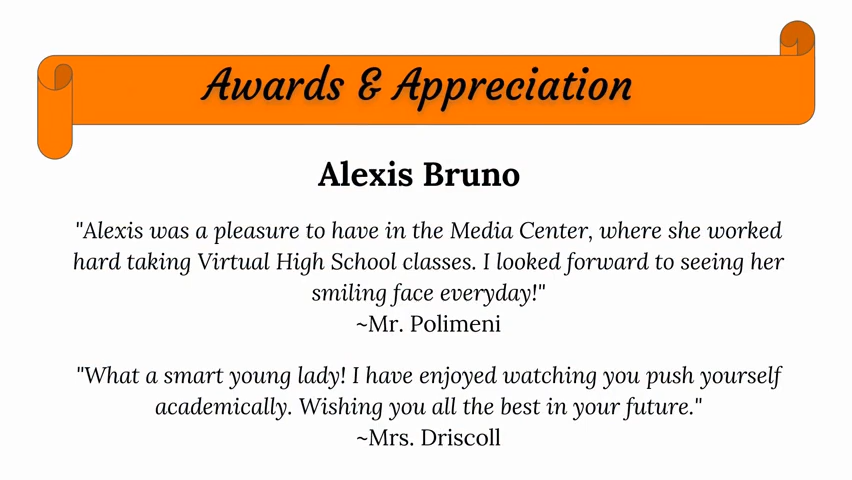 Awards & Appreciation
Alexis Bruno
"Alexis was a pleasure to have in the Media Center, where she worked
hard taking Virtual High School classes. I looked forward to seeing her
smiling face everyday!"
~Mr. Polimeni
"What a smart young lady! I have enjoyed watching you push yourself
academically. Wishing you all the best in your future."
~Mrs. Driscoll